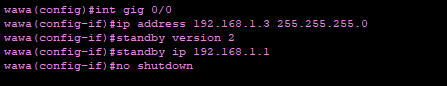 wawa(config)#int gig 0/0
wawa(config-if)#ip address 192.168.1.3 255.255.255.0
wawa(config-if)#standby version 2
wawa(config-if)#standby ip 192.168.1.1
wawa(config-if)#no shutdown